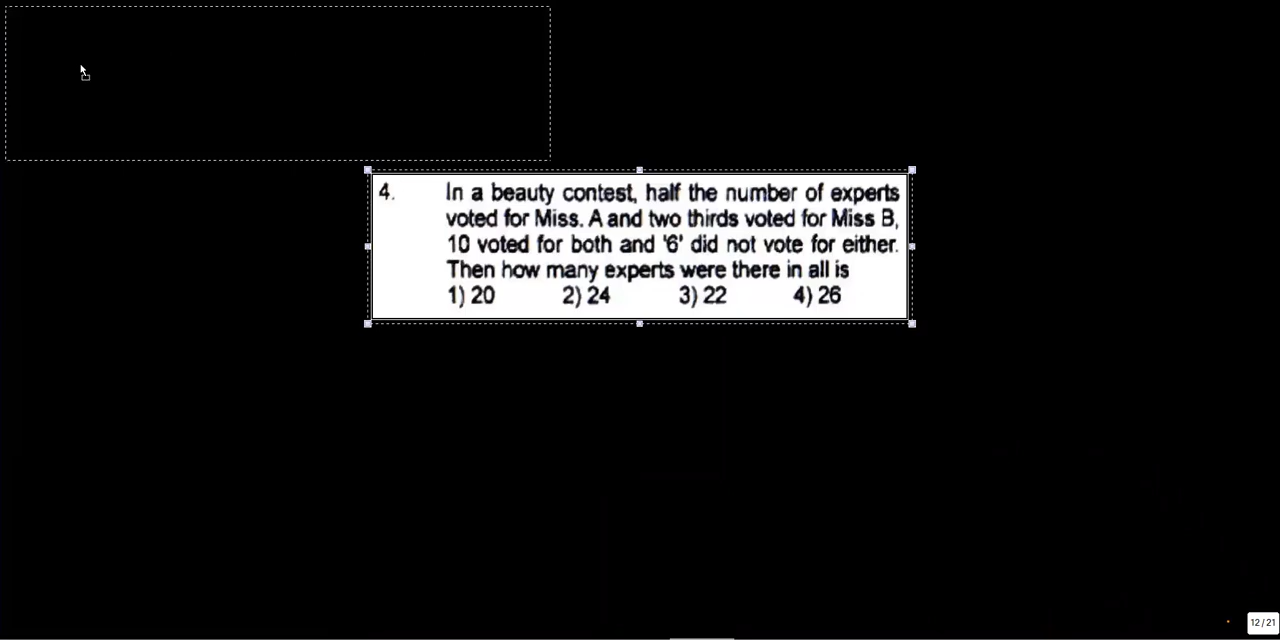 4. In a beauty contest, half the number of experts
voted for Miss. A and two thirds voted for Miss B,
10 voted for both and '6' did not vote for either.
Then how many experts were there in all is
1) 20 2) 24 3) 22 4) 26
12 / 21